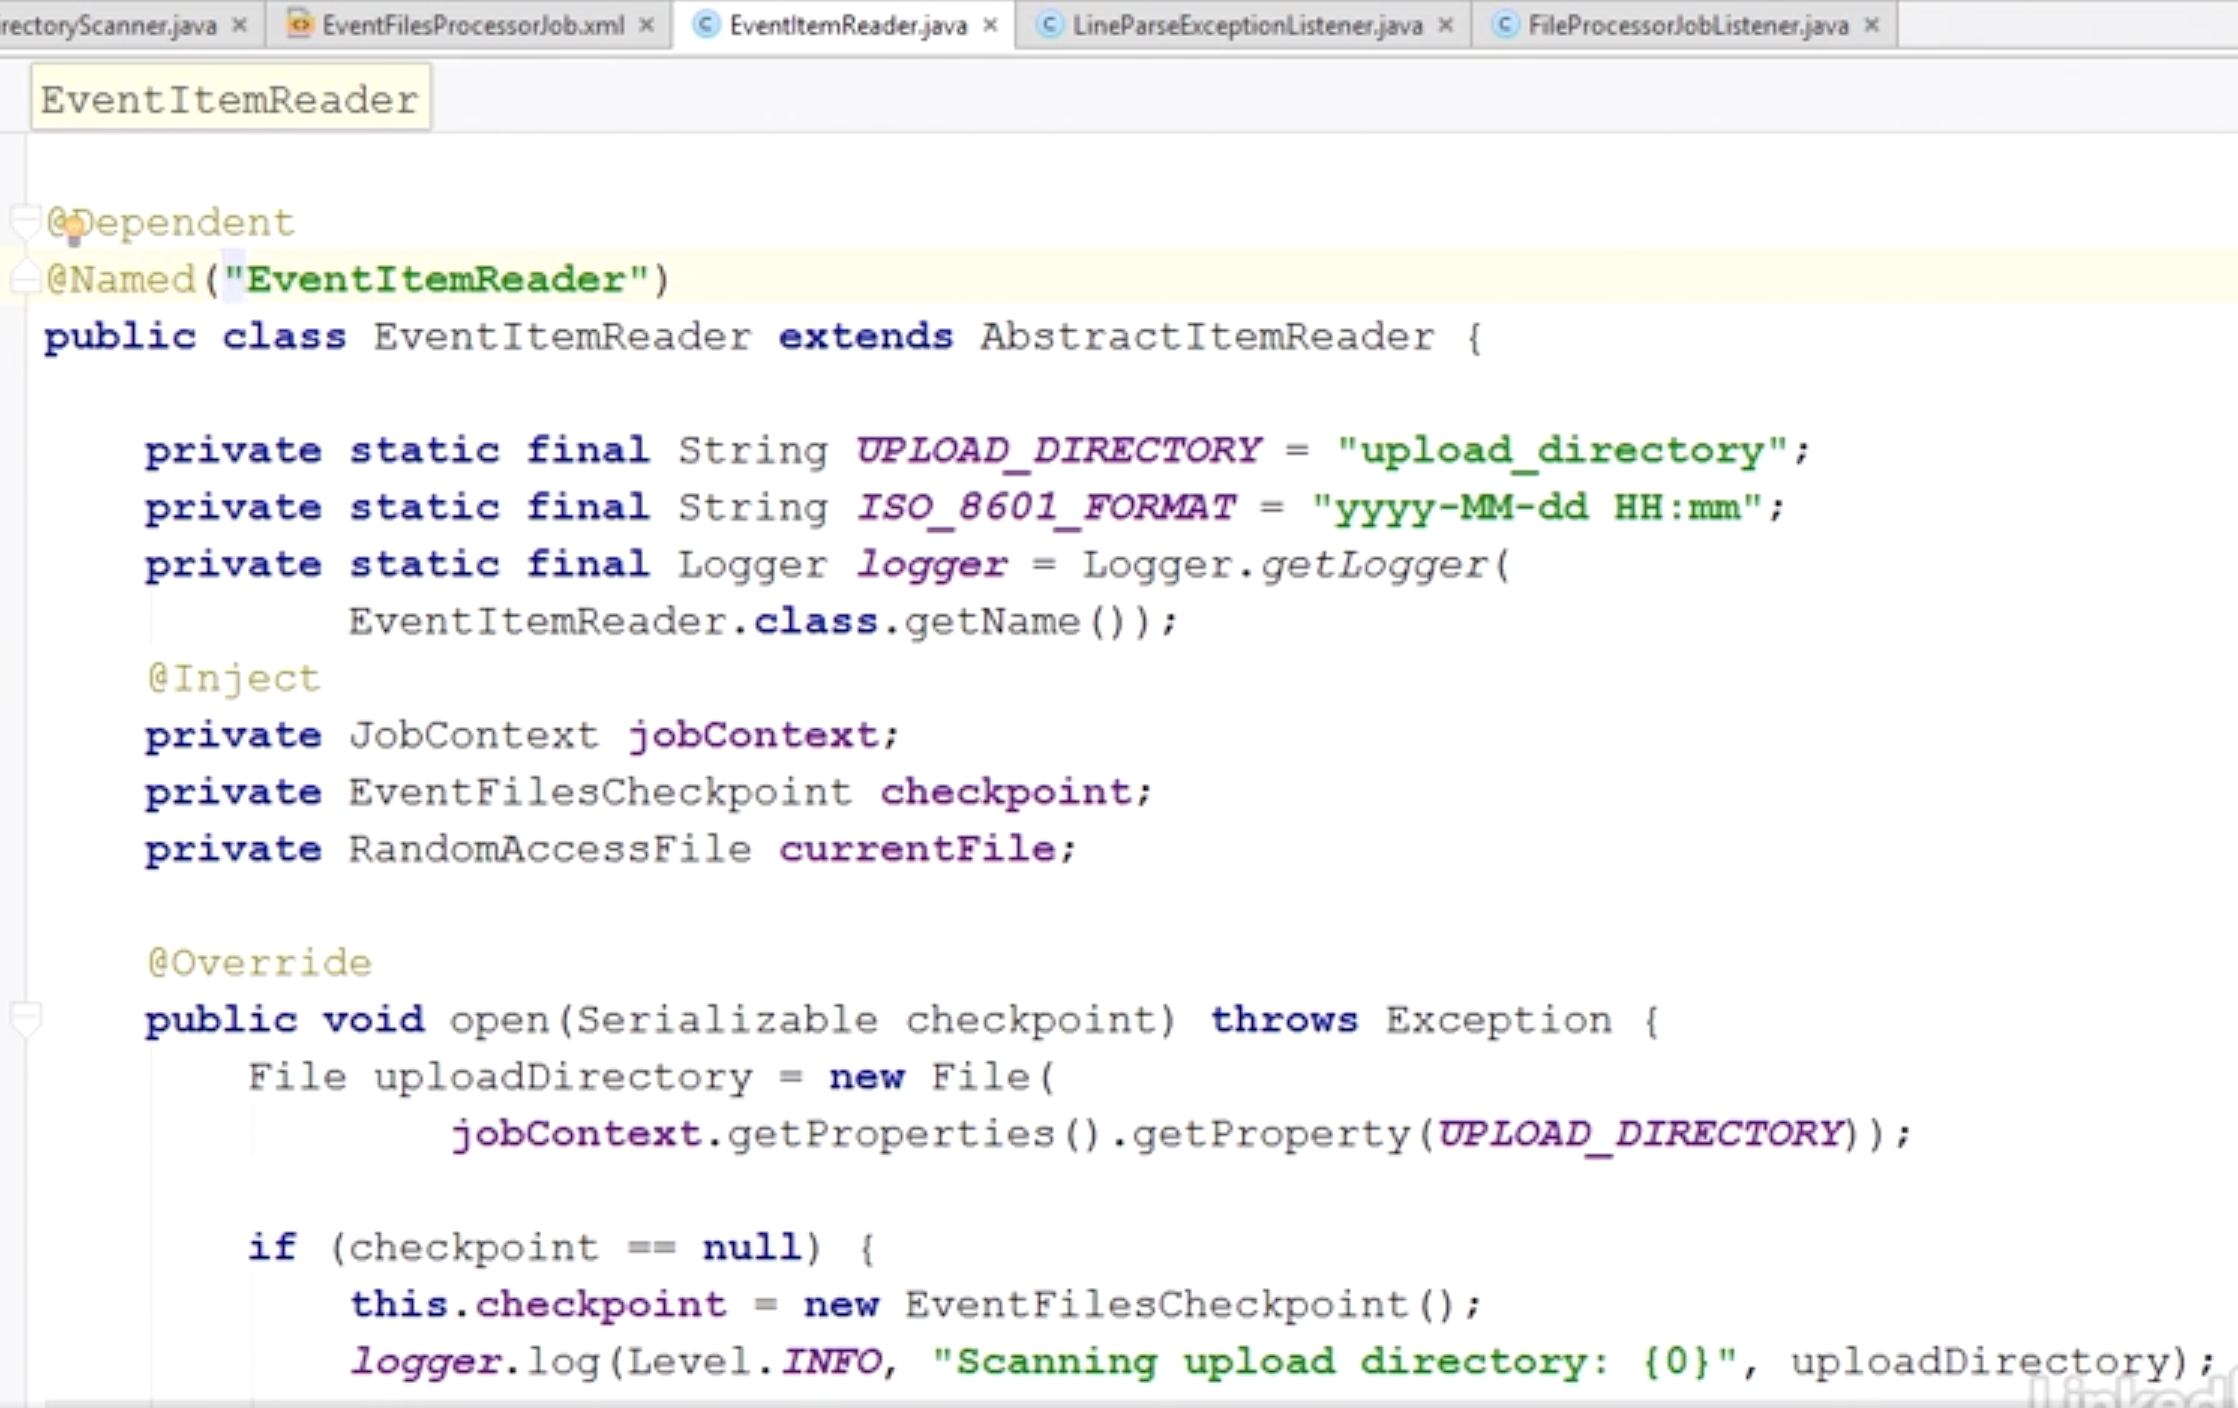 rectoryScanner.java
EventFilesProcessorJob.xml
EventItemReader.java
LineParseExceptionListener.java
FileProcessorJobListener.java
EventItemReader
@Dependent
@Named("EventItemReader")
public class EventItemReader extends AbstractItemReader {
private static final String UPLOAD_DIRECTORY = "upload_directory";
private static final String ISO_8601_FORMAT = "yyyy-MM-dd HH:mm";
private static final Logger logger = Logger.getLogger(
EventItemReader.class.getName());
@Inject
private JobContext jobContext;
private EventFilesCheckpoint checkpoint;
private RandomAccessFile currentFile;
@Override
public void open(Serializable checkpoint) throws Exception {
File uploadDirectory = new File(
jobContext.getProperties().getProperty(UPLOAD_DIRECTORY));
if (checkpoint == null) {
this.checkpoint = new EventFilesCheckpoint();
logger.log(Level.INFO, "Scanning upload directory: {0}", uploadDirectory);
Linked